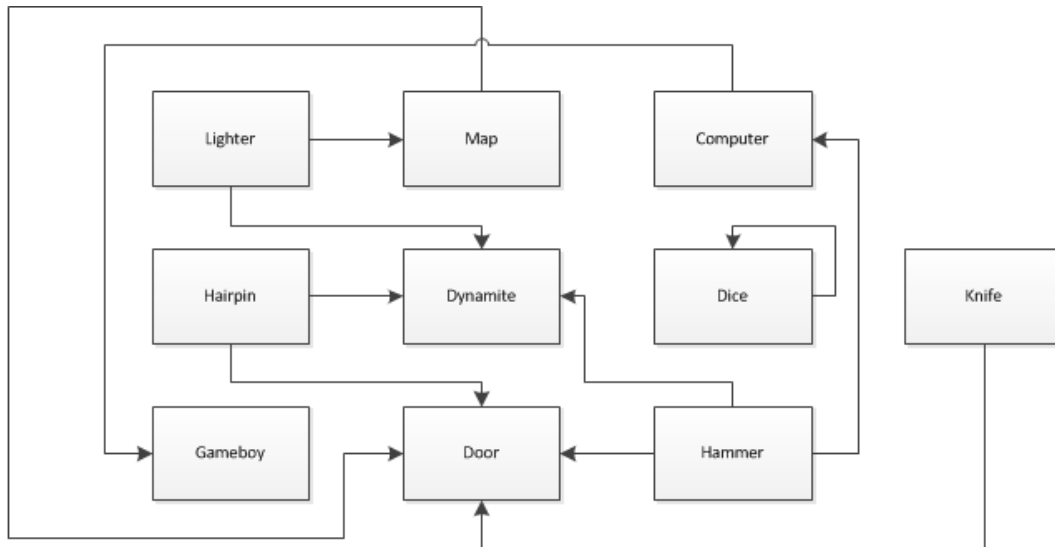 Lighter
Map
Computer
Hairpin
Dynamite
Dice
Knife
Gameboy
Door
Hammer